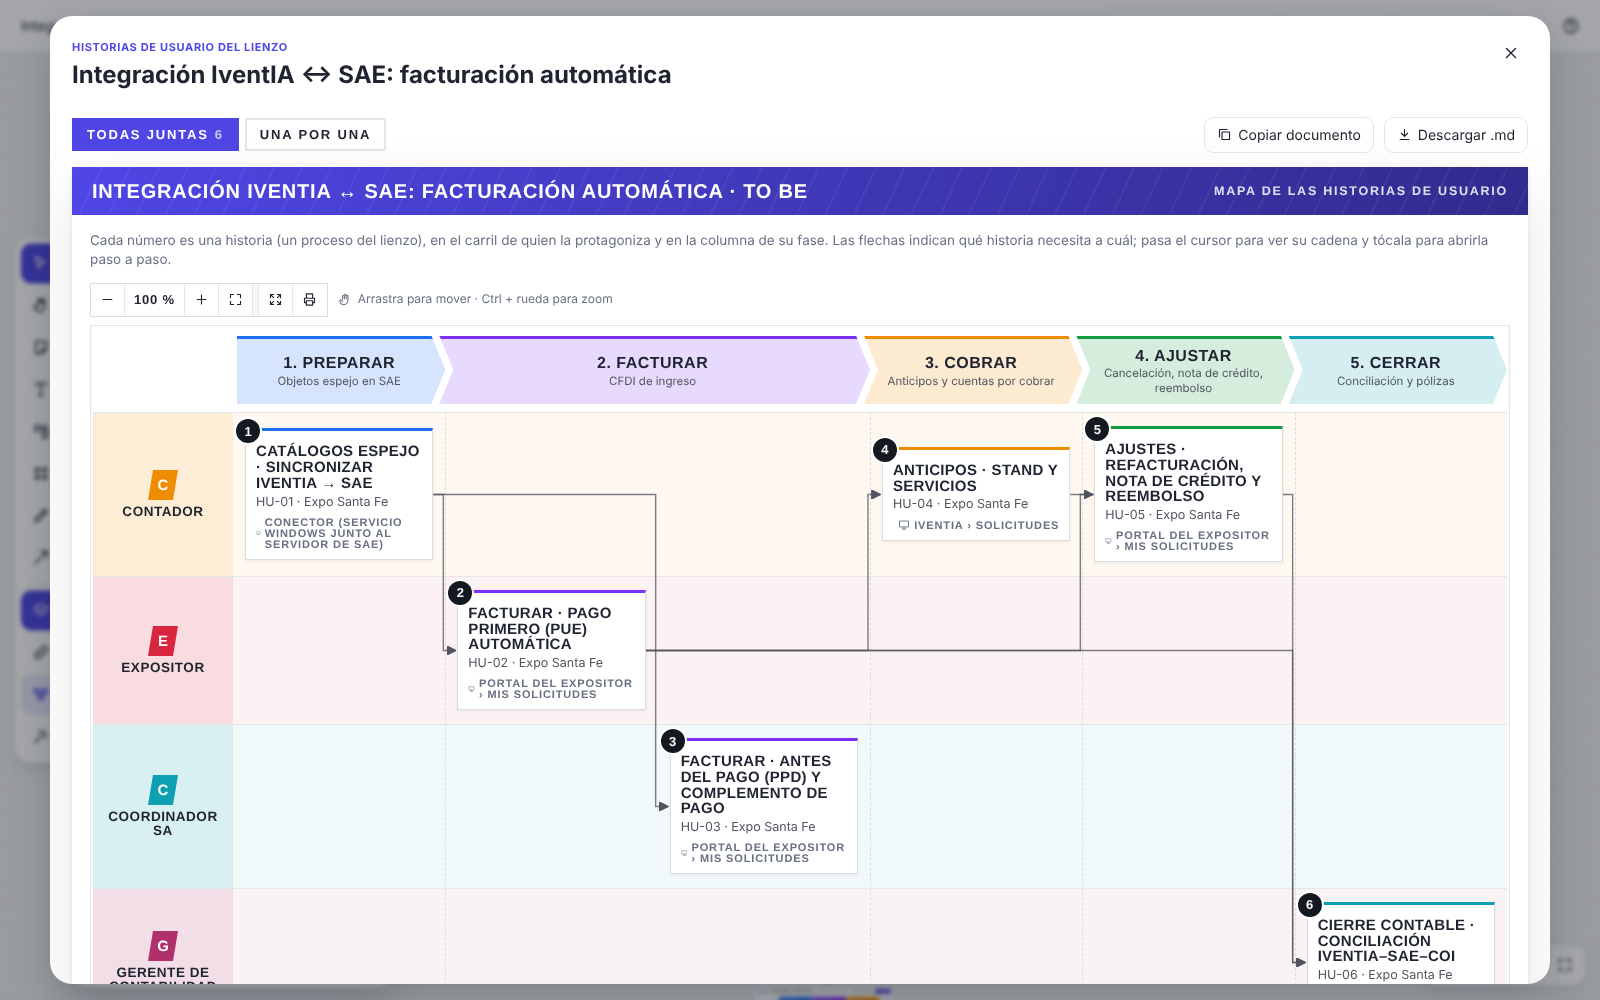 HISTORIAS DE USUARIO DEL LIENZO
Integración IventIA ↔ SAE: facturación automática
TODAS JUNTAS 6
UNA POR UNA
Copiar documento
Descargar .md
INTEGRACIÓN IVENTIA ↔ SAE: FACTURACIÓN AUTOMÁTICA · TO BE
MAPA DE LAS HISTORIAS DE USUARIO
Cada número es una historia (un proceso del lienzo), en el carril de quien la protagoniza y en la columna de su fase. Las flechas indican qué historia necesita a cuál; pasa el cursor para ver su cadena y tócala para abrirla
paso a paso.
100 %
Arrastra para mover · Ctrl + rueda para zoom
1. PREPARAR
Objetos espejo en SAE
2. FACTURAR
CFDI de ingreso
3. COBRAR
Anticipos y cuentas por cobrar
4. AJUSTAR
Cancelación, nota de crédito,
reembolso
5. CERRAR
Conciliación y pólizas
C
CONTADOR
1
CATÁLOGOS ESPEJO
· SINCRONIZAR
IVENTIA → SAE
HU-01 · Expo Santa Fe
CONECTOR (SERVICIO
WINDOWS JUNTO AL
SERVIDOR DE SAE)
4
ANTICIPOS · STAND Y
SERVICIOS
HU-04 · Expo Santa Fe
IVENTIA › SOLICITUDES
5
AJUSTES ·
REFACTURACIÓN,
NOTA DE CRÉDITO Y
REEMBOLSO
HU-05 · Expo Santa Fe
PORTAL DEL EXPOSITOR
› MIS SOLICITUDES
E
EXPOSITOR
2
FACTURAR · PAGO
PRIMERO (PUE)
AUTOMÁTICA
HU-02 · Expo Santa Fe
PORTAL DEL EXPOSITOR
› MIS SOLICITUDES
C
COORDINADOR
SA
3
FACTURAR · ANTES
DEL PAGO (PPD) Y
COMPLEMENTO DE
PAGO
HU-03 · Expo Santa Fe
PORTAL DEL EXPOSITOR
› MIS SOLICITUDES
G
GERENTE DE
CONTABILIDAD
6
CIERRE CONTABLE ·
CONCILIACIÓN
IVENTIA–SAE–COI
HU-06 · Expo Santa Fe